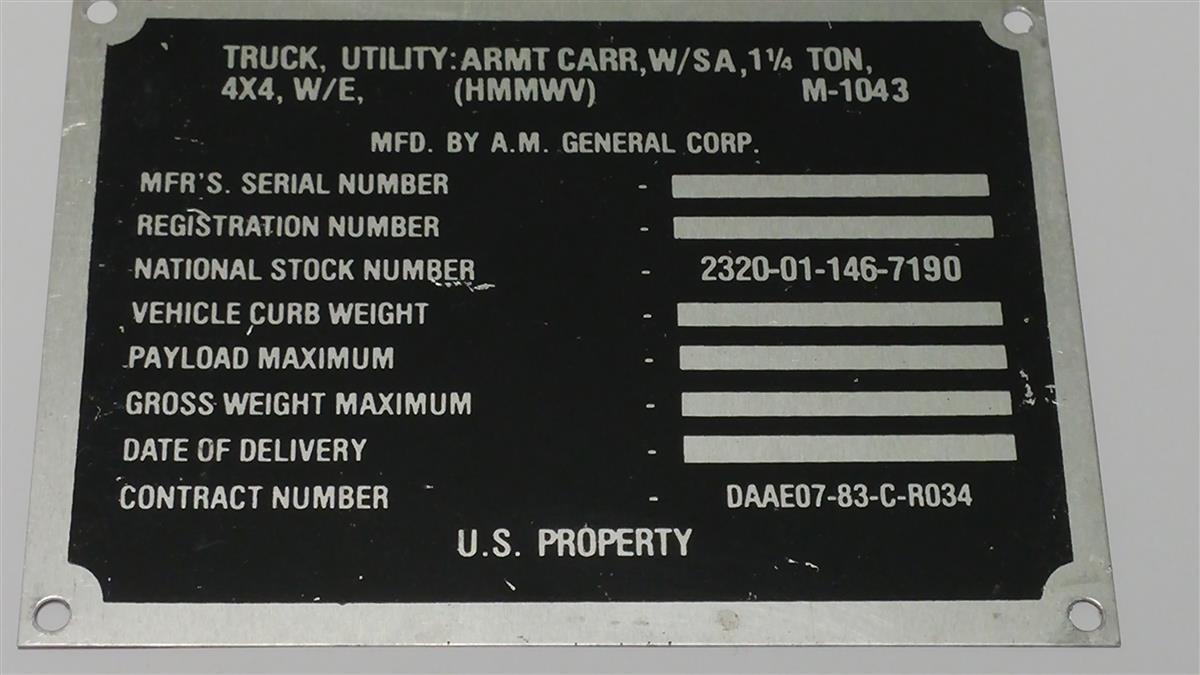 TRUCK, UTILITY: ARMT CARR, W/SA, 1¼ TON,
4X4, W/E, (HMMWV) M-1043
MFD. BY A.M. GENERAL CORP.
MFR'S. SERIAL NUMBER -
REGISTRATION NUMBER -
NATIONAL STOCK NUMBER - 2320-01-146-7190
VEHICLE CURB WEIGHT -
PAYLOAD MAXIMUM -
GROSS WEIGHT MAXIMUM -
DATE OF DELIVERY -
CONTRACT NUMBER - DAAE07-83-C-R034
U.S. PROPERTY